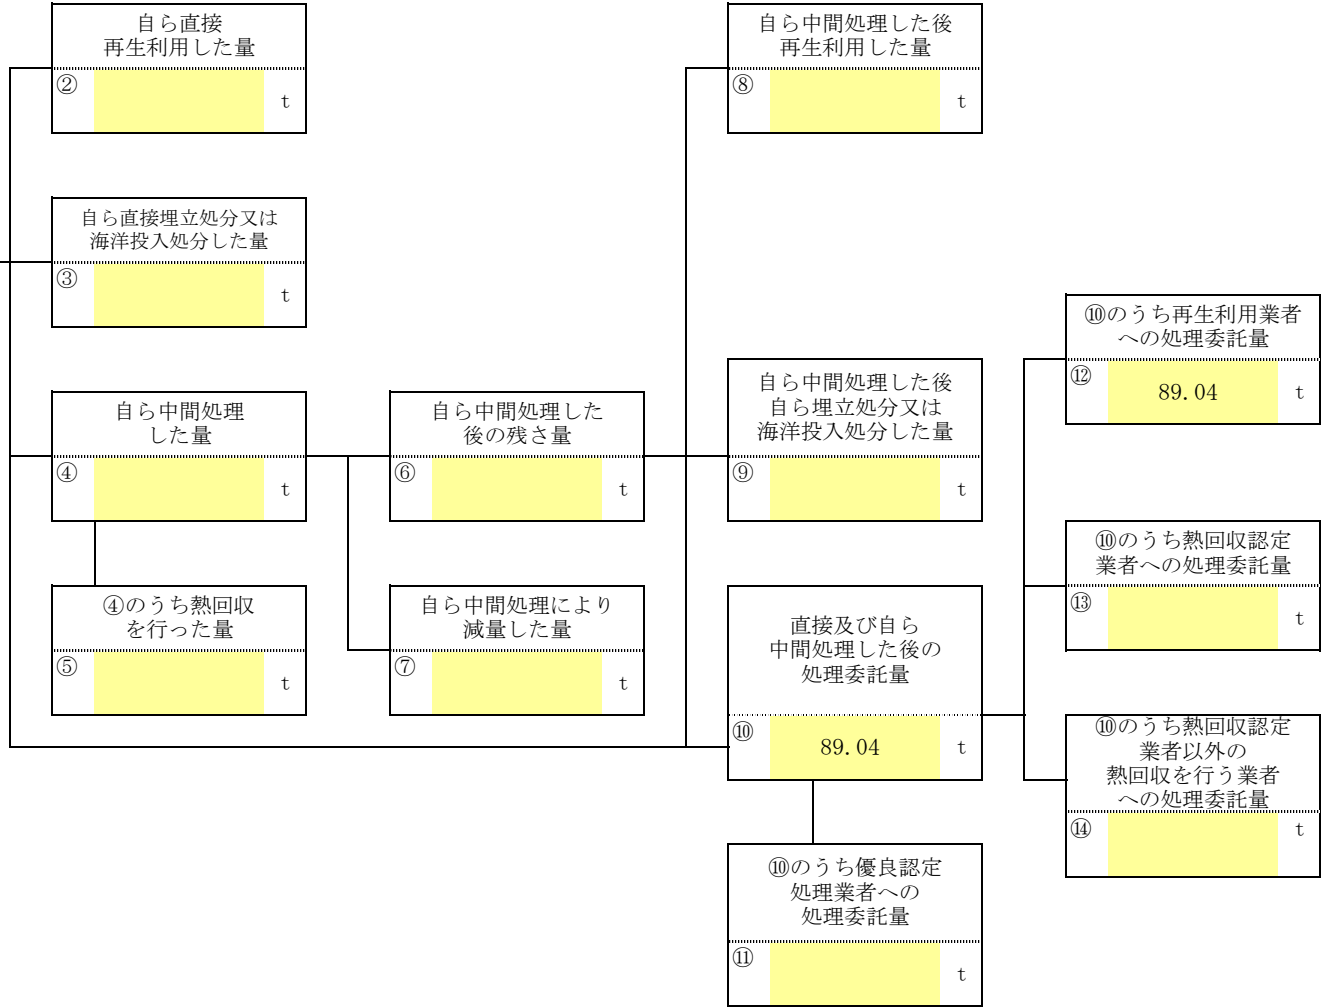 自ら直接
再生利用した量
②
t
自ら中間処理した後
再生利用した量
⑧
t
自ら直接埋立処分又は
海洋投入処分した量
③
t
⑩のうち再生利用業者
への処理委託量
⑫
89.04
t
自ら中間処理
した量
④
t
自ら中間処理した
後の残さ量
⑥
t
自ら中間処理した後
自ら埋立処分又は
海洋投入処分した量
⑨
t
⑩のうち熱回収認定
業者への処理委託量
⑬
t
④のうち熱回収
を行った量
⑤
t
自ら中間処理により
減量した量
⑦
t
直接及び自ら
中間処理した後の
処理委託量
⑩
89.04
t
⑩のうち熱回収認定
業者以外の
熱回収を行う業者
への処理委託量
⑭
t
⑩のうち優良認定
処理業者への
処理委託量
⑪
t